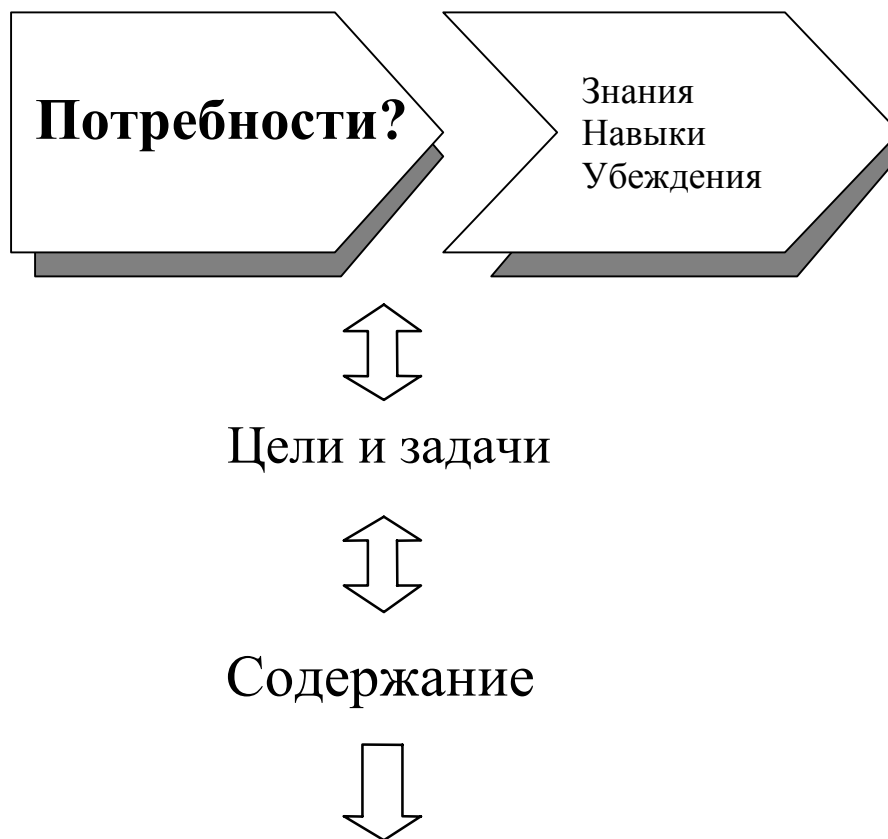 Потребности?
Знания
Навыки
Убеждения
Цели и задачи
Содержание